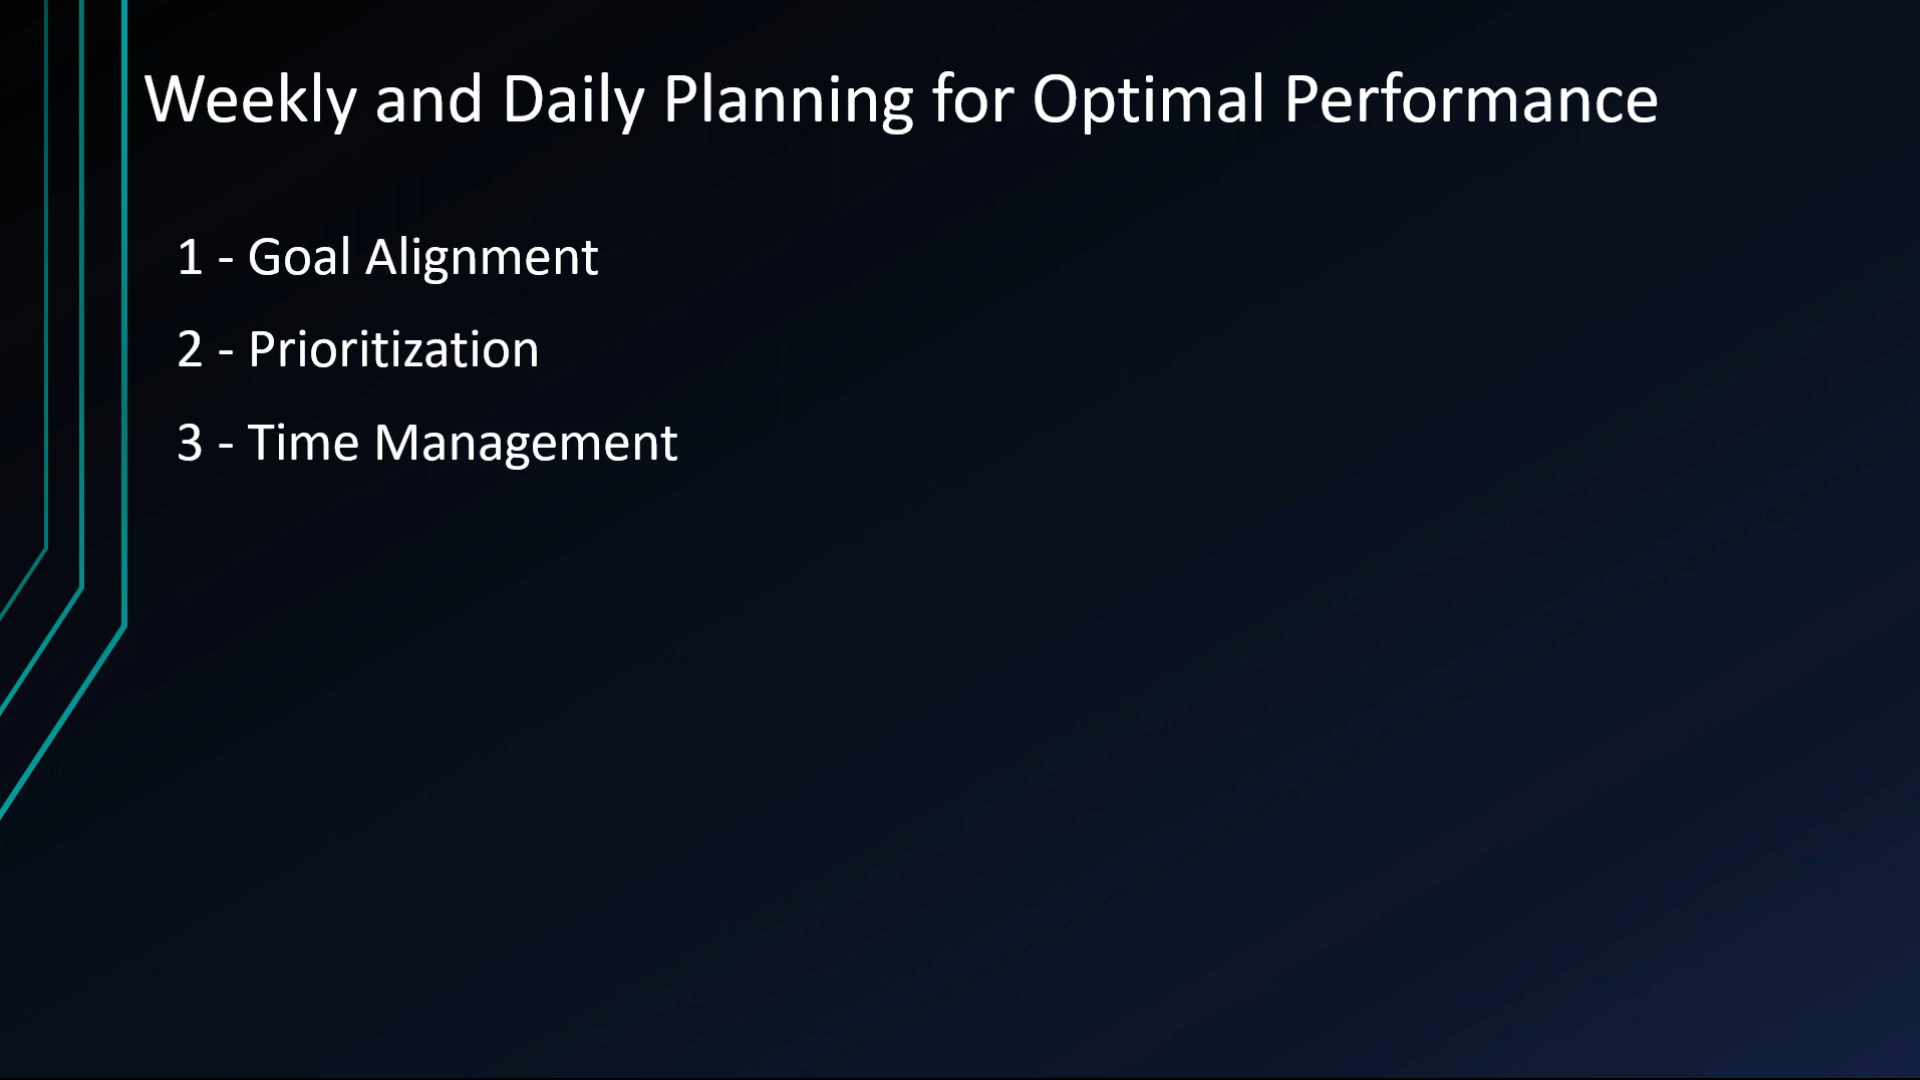 Weekly and Daily Planning for Optimal Performance
1 - Goal Alignment
2 - Prioritization
3 - Time Management